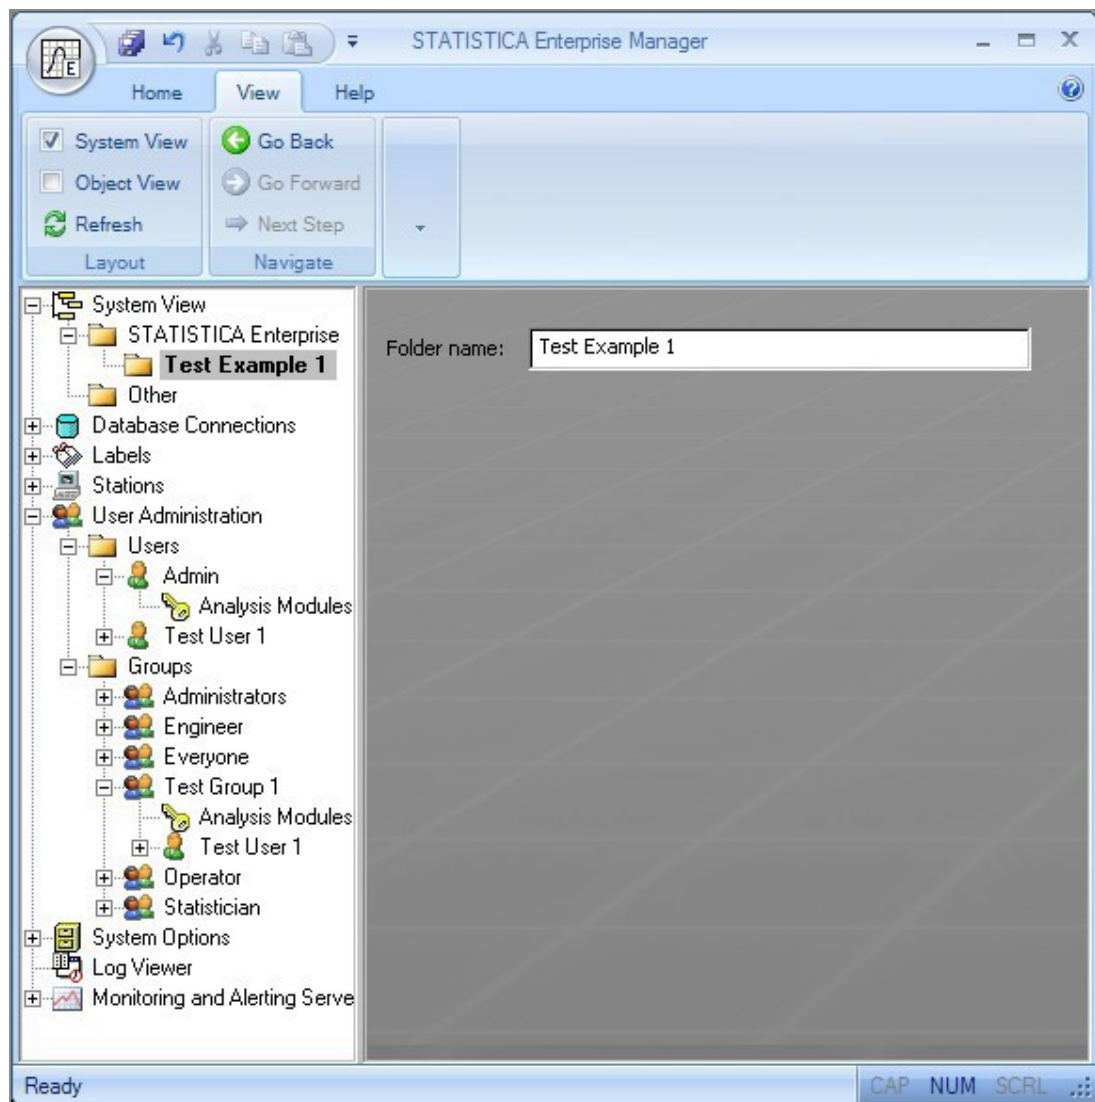 STATISTICA Enterprise Manager
E
Home View Help
System View
Object View
Refresh
Layout
Go Back
Go Forward
Next Step
Navigate
System View
STATISTICA Enterprise
Test Example 1
Other
Database Connections
Labels
Stations
User Administration
Users
Admin
Analysis Modules
Test User 1
Groups
Administrators
Engineer
Everyone
Test Group 1
Analysis Modules
Test User 1
Operator
Statistician
System Options
Log Viewer
Monitoring and Alerting Serve
Folder name: Test Example 1
Ready CAP NUM SCRL